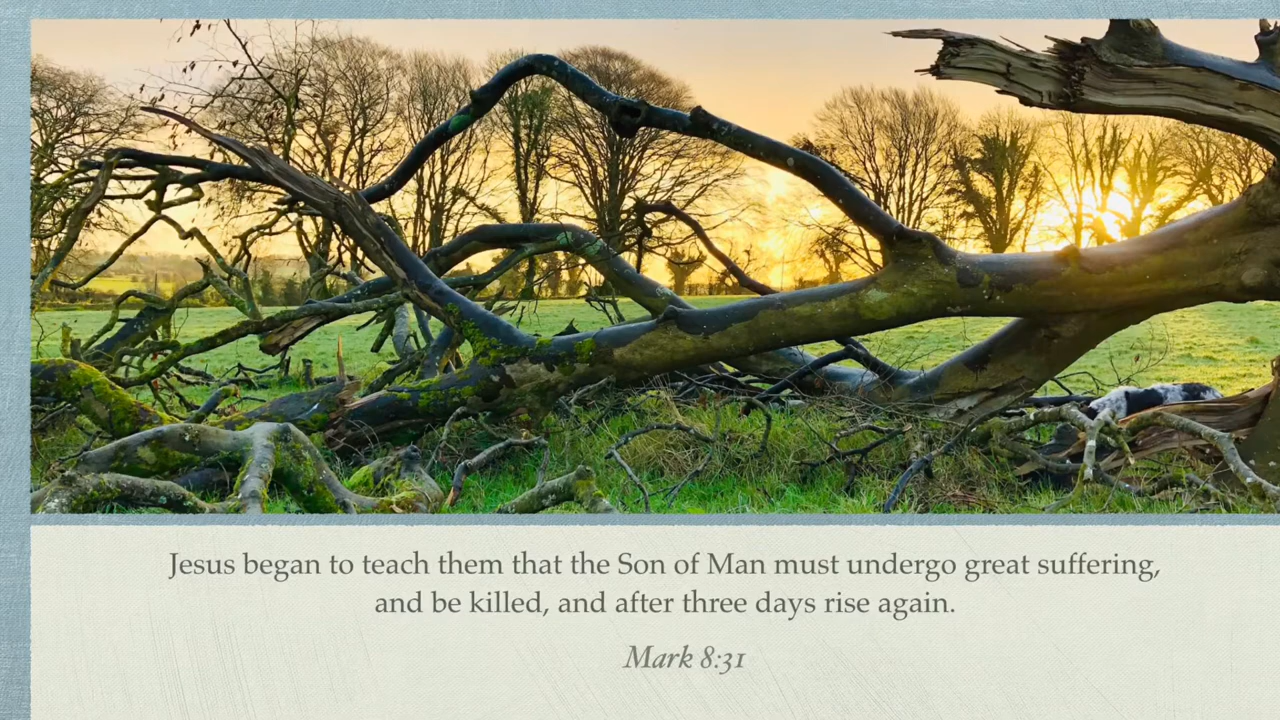 Jesus began to teach them that the Son of Man must undergo great suffering,
and be killed, and after three days rise again.
Mark 8:31